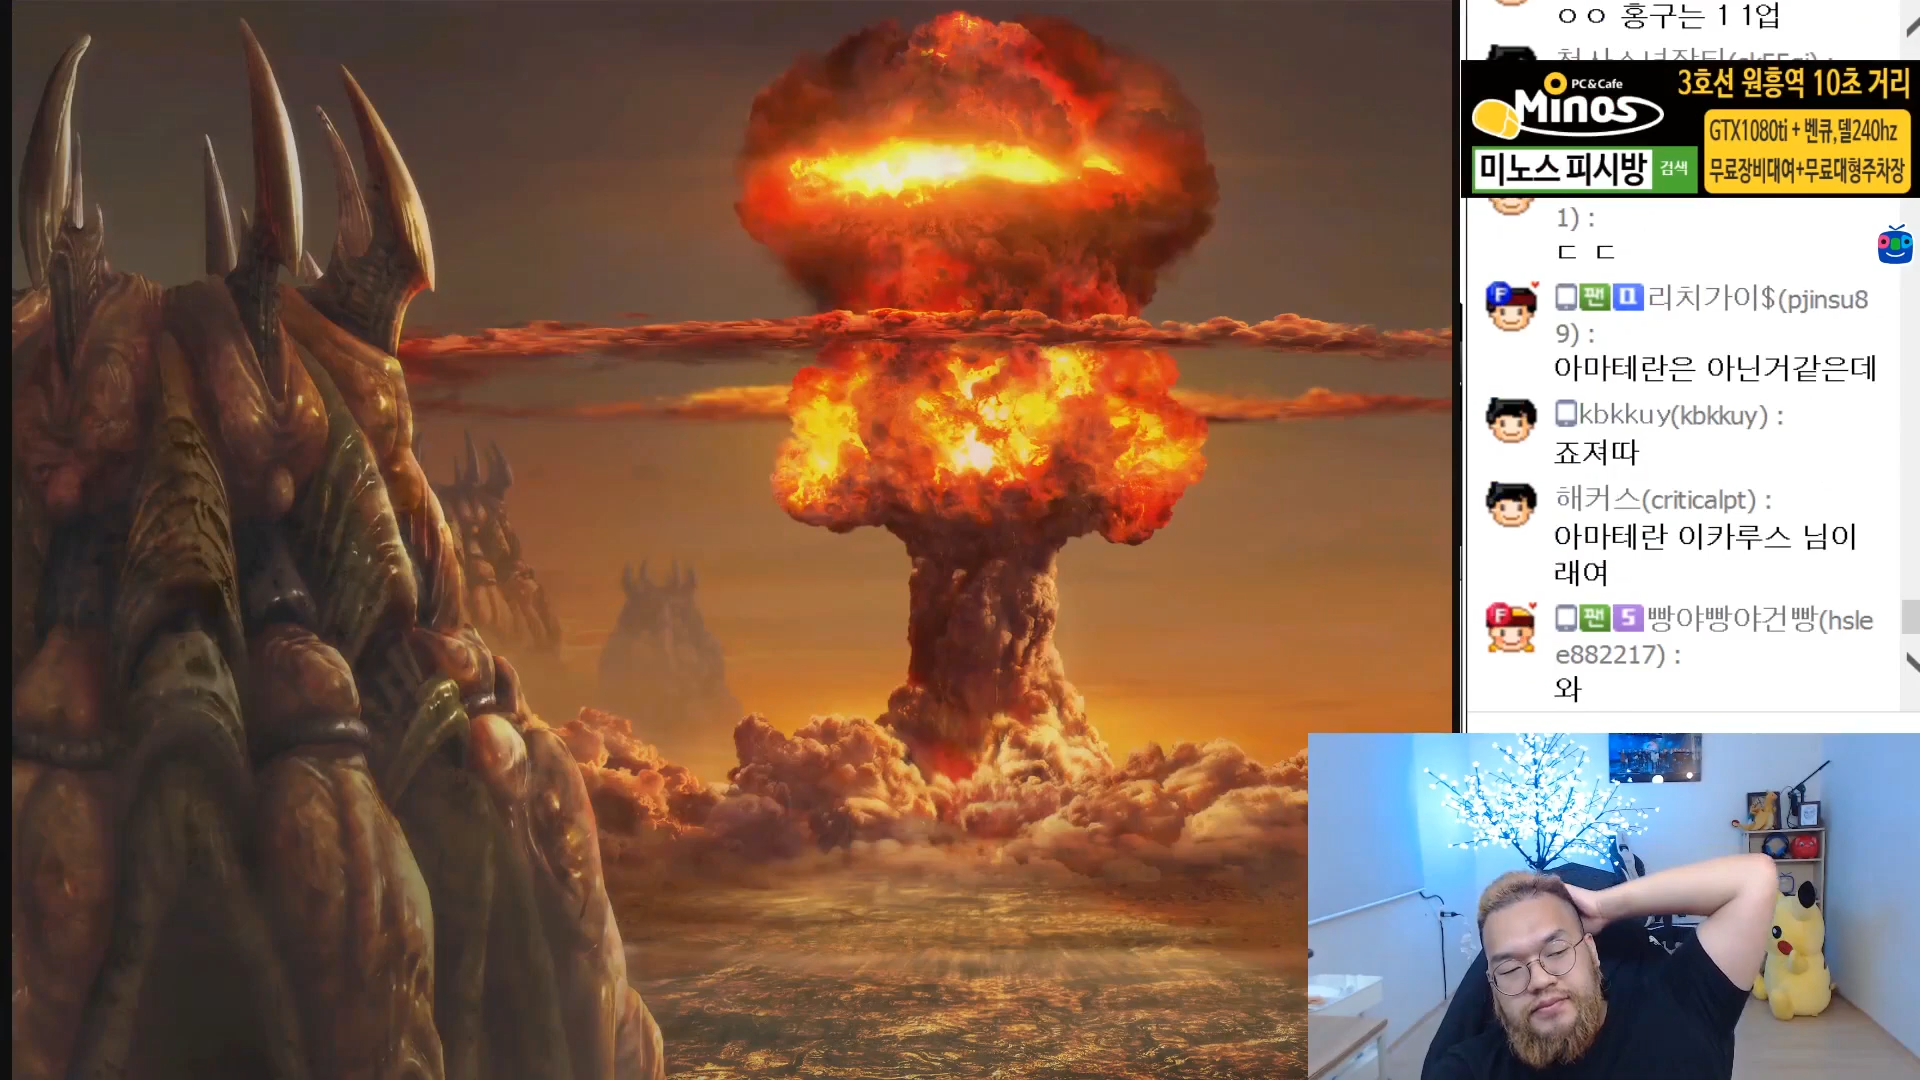 ㅇㅇ 홍구는 1 1업
PC&Cafe
Minos
3호선 원흥역 10초 거리
GTX1080ti + 벤큐,델240hz
미노스 피시방 검색
무료장비대여+무료대형주차장
1) :
ㄷ ㄷ
팬 리치가이$(pjinsu8
9) :
아마테란은 아닌거같은데
kbkkuy(kbkkuy) :
죠져따
해커스(criticalpt) :
아마테란 이카루스 님이
래여
팬 5 빵야빵야건빵(hsle
e882217) :
와